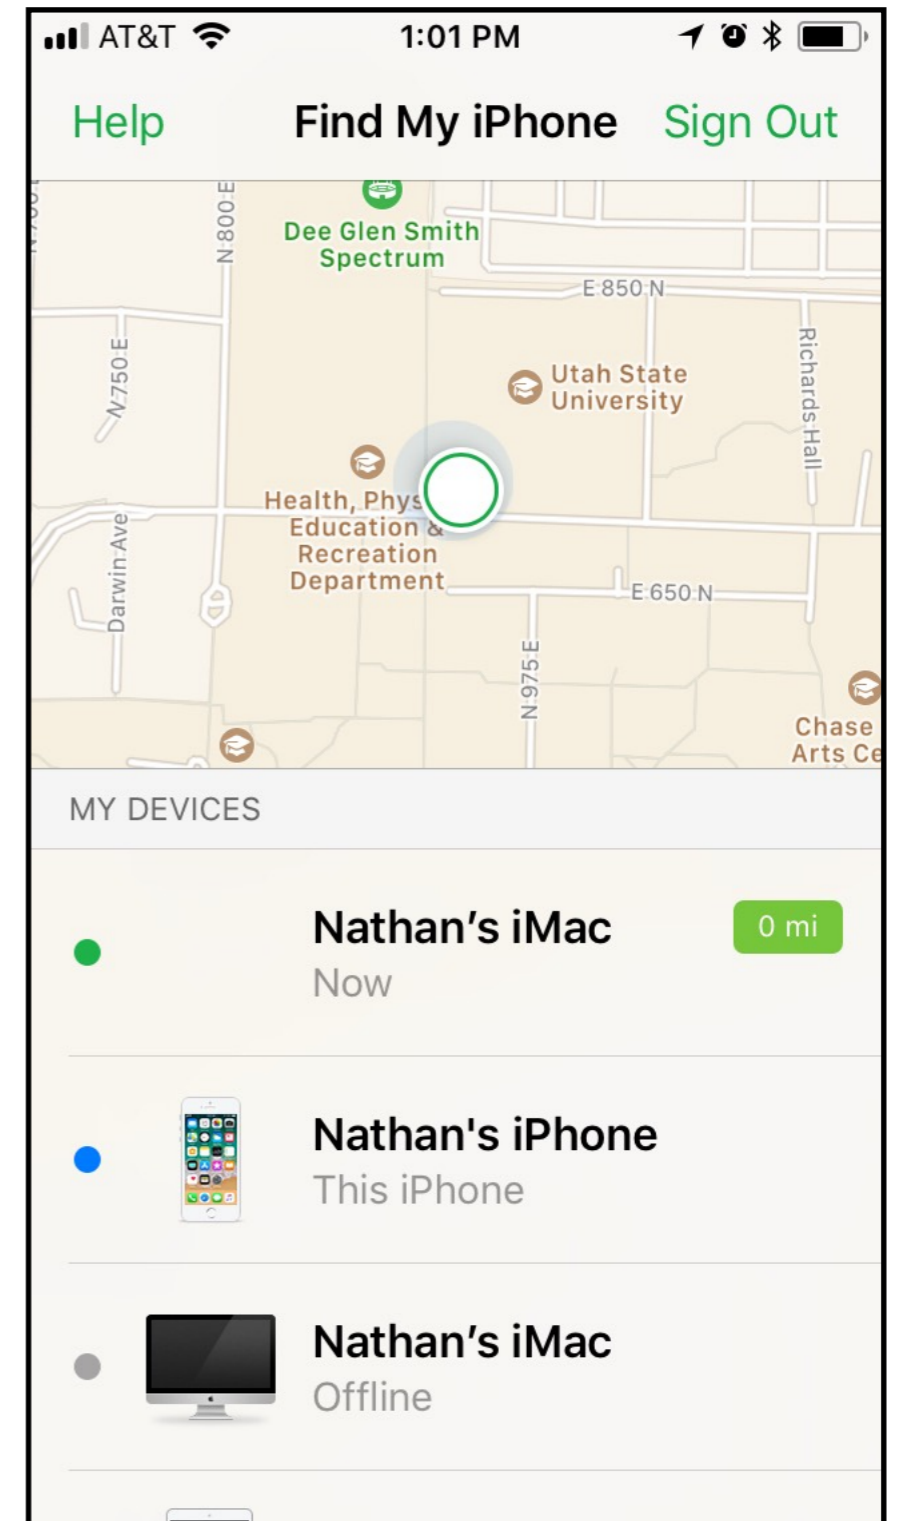 AT&T 1:01 PM
Help Find My iPhone Sign Out
N 800 E
Dee Glen Smith
Spectrum
E 850 N
N 750 E
Richards Hall
Utah State
University
Health, Phys
Education &
Recreation
Department
Darwin Ave
E 650 N
N 975 E
Chase
Arts Ce
MY DEVICES
Nathan’s iMac 0 mi
Now
Nathan's iPhone
This iPhone
Nathan’s iMac
Offline